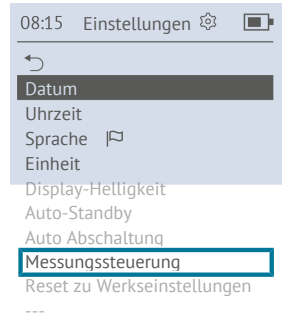 08:15 Einstellungen
Datum
Uhrzeit
Sprache
Einheit
Display-Helligkeit
Auto-Standby
Auto Abschaltung
Messungssteuerung
Reset zu Werkseinstellungen
---